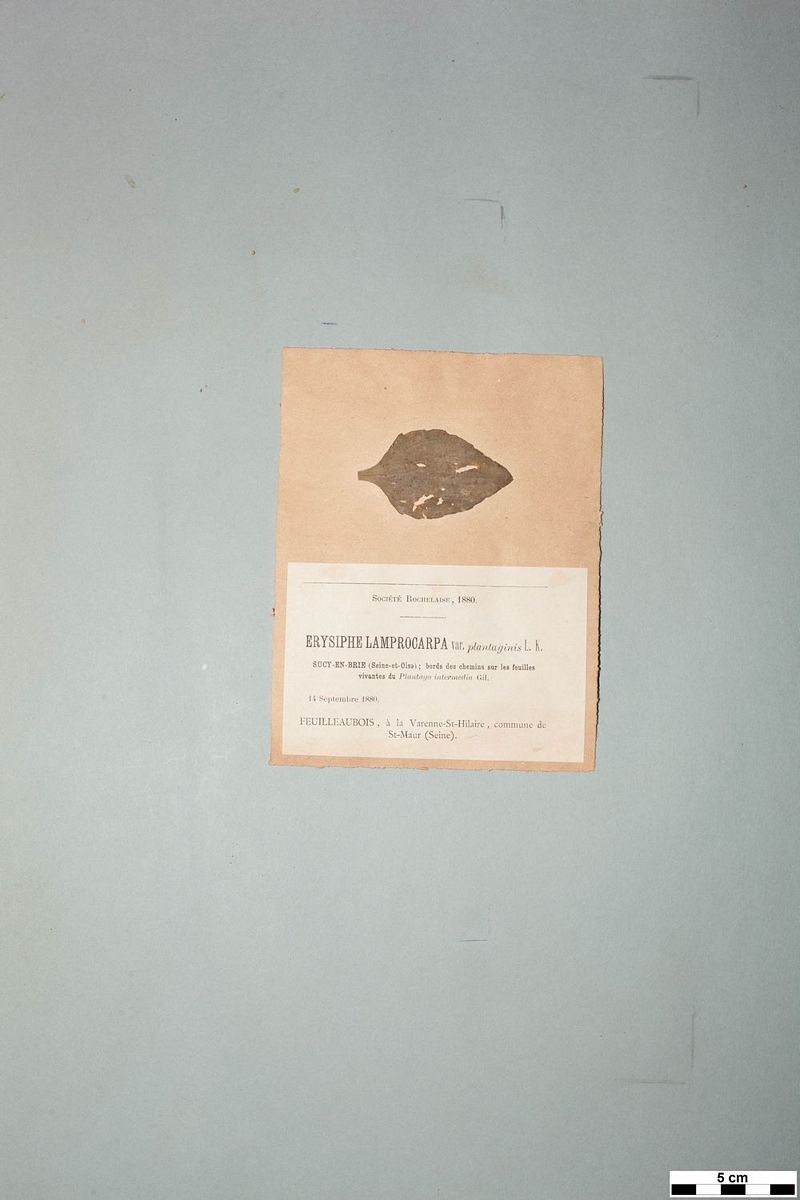 SOCIÉTÉ ROCHELAISE, 1880.
ERYSIPHE LAMPROCARPA var. plantaginis L. K.
SUCY-EN-BRIE (Seine-et-Oise) ; bords des chemins sur les feuilles
vivantes du Plantago intermedia Gil.
14 Septembre 1880.
FEUILLEAUBOIS , à la Varenne-St-Hilaire , commune de
St-Maur (Seine).
5 cm